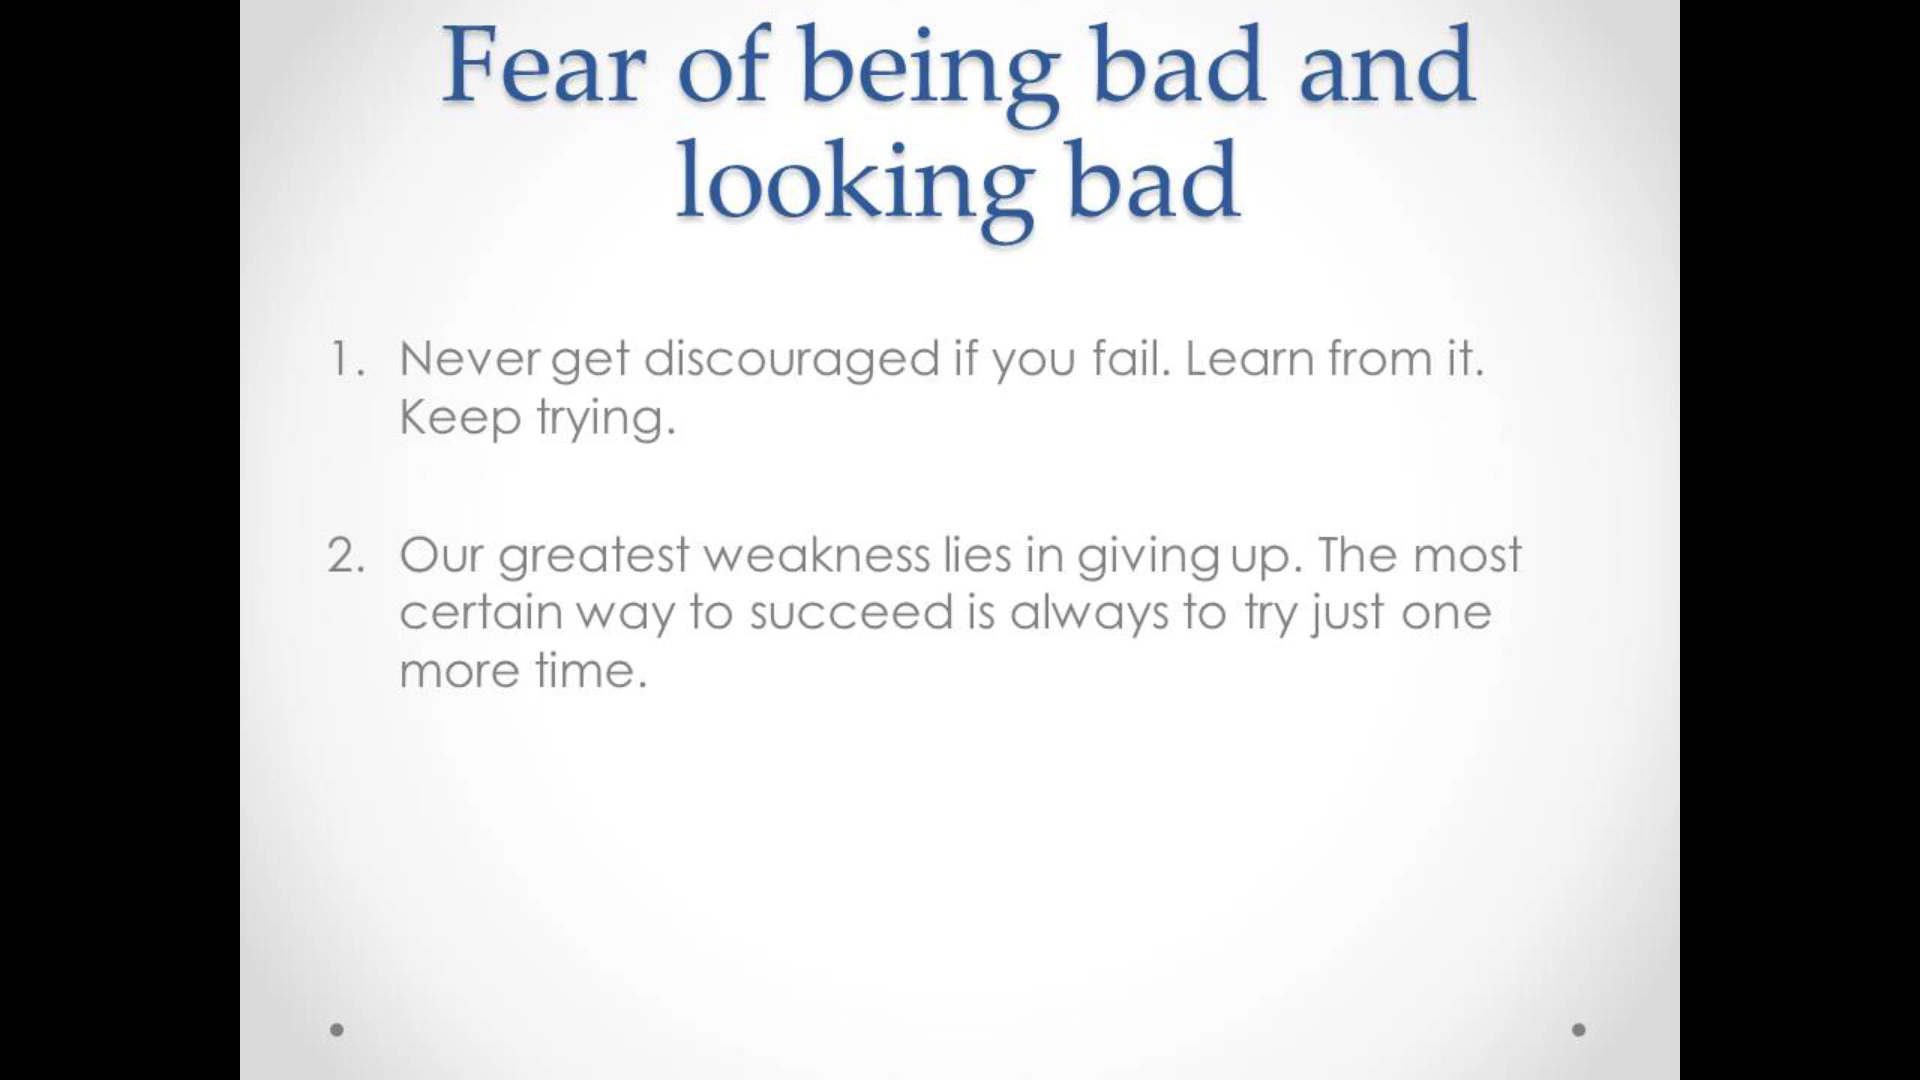 Fear of being bad and
looking bad
1. Never get discouraged if you fail. Learn from it.
Keep trying.
2. Our greatest weakness lies in giving up. The most
certain way to succeed is always to try just one
more time.